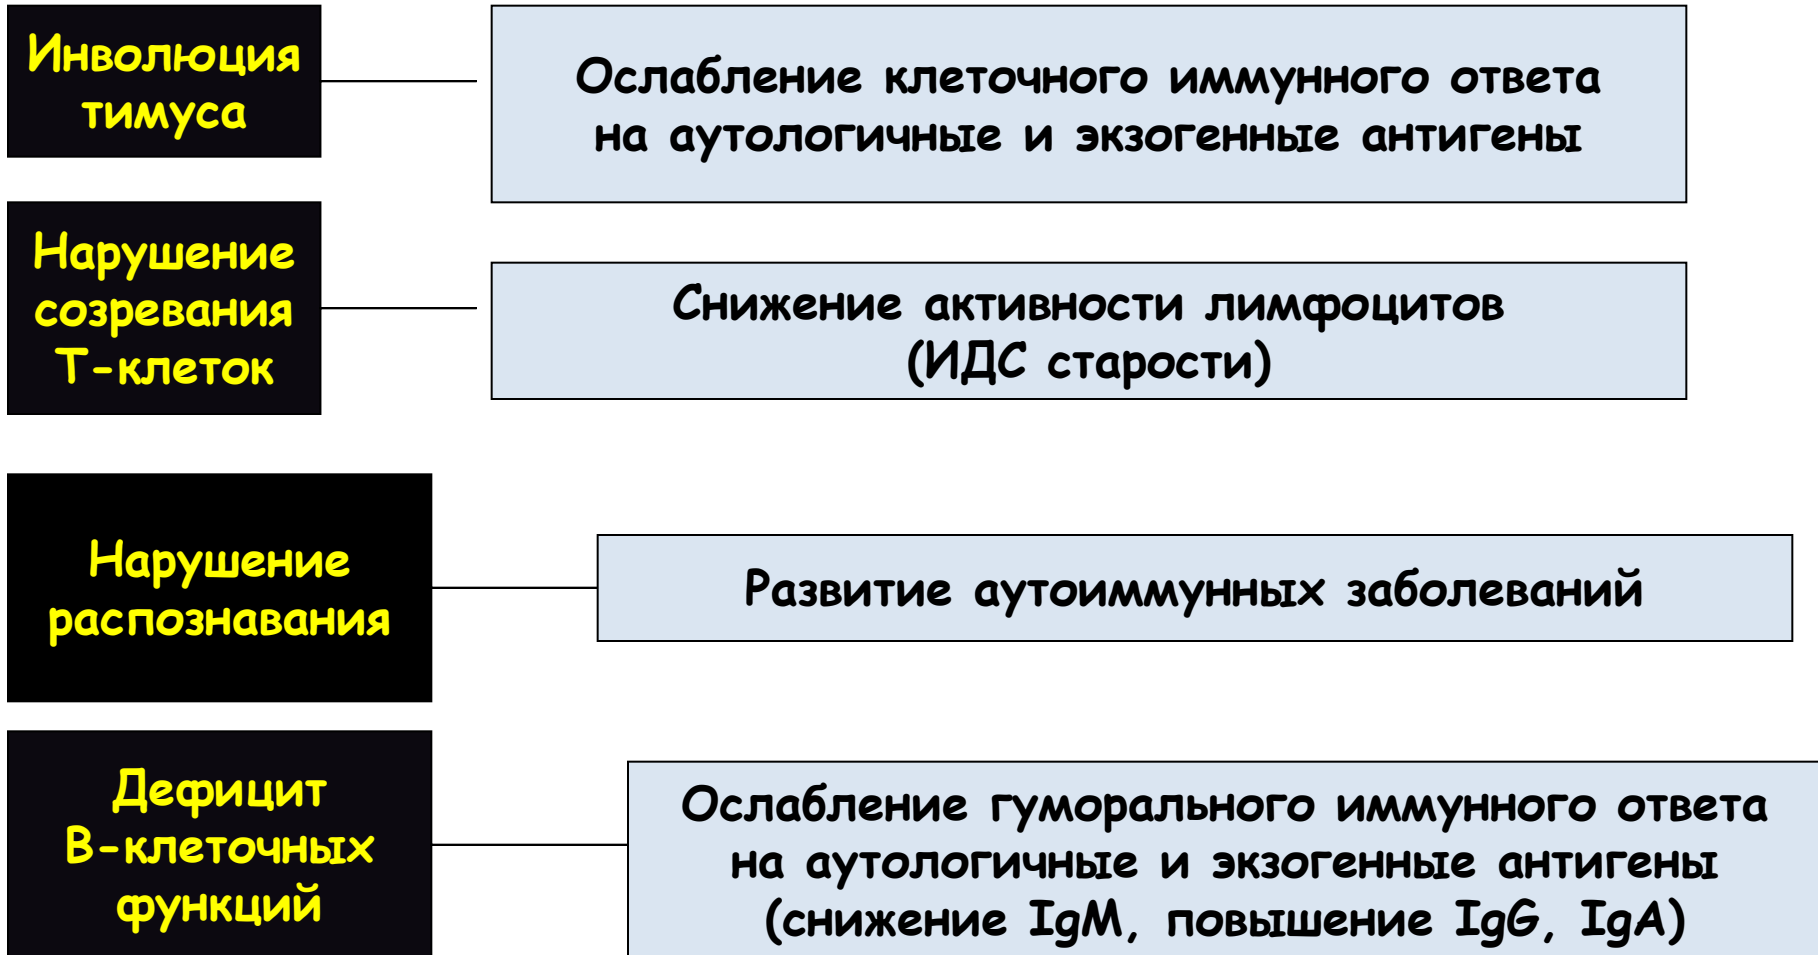 Инволюция
тимуса
Ослабление клеточного иммунного ответа
на аутологичные и экзогенные антигены
Нарушение
созревания
Т-клеток
Снижение активности лимфоцитов
(ИДС старости)
Нарушение
распознавания
Развитие аутоиммунных заболеваний
Дефицит
В-клеточных
функций
Ослабление гуморального иммунного ответа
на аутологичные и экзогенные антигены
(снижение IgM, повышение IgG, IgA)